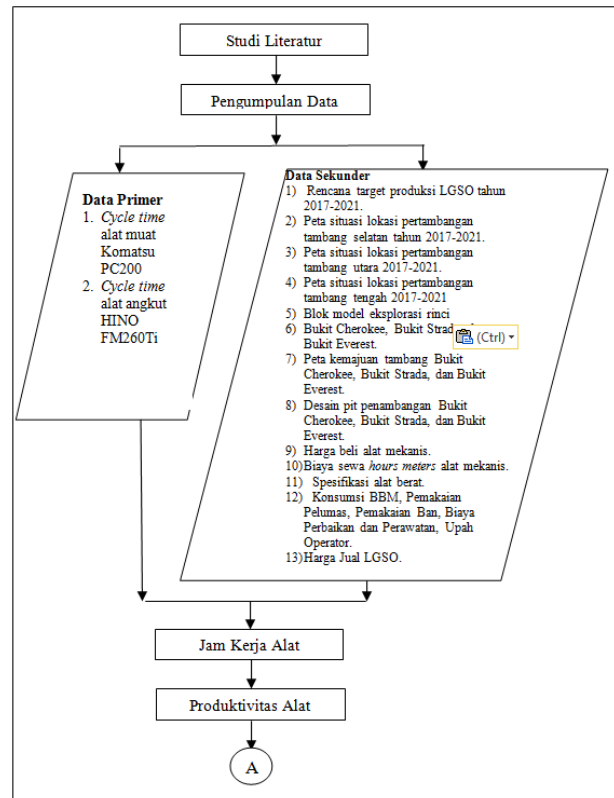 Studi Literatur
Pengumpulan Data
Data Primer
1. Cycle time
alat muat
Komatsu
PC200
2. Cycle time
alat angkut
HINO
FM260Ti
Data Sekunder
1) Rencana target produksi LGSO tahun
2017-2021.
2) Peta situasi lokasi pertambangan
tambang selatan tahun 2017-2021.
3) Peta situasi lokasi pertambangan
tambang utara 2017-2021.
4) Peta situasi lokasi pertambangan
tambang tengah 2017-2021
5) Blok model eksplorasi rinci
6) Bukit Cherokee, Bukit Strada
Bukit Everest.
(Ctrl)
7) Peta kemajuan tambang Bukit
Cherokee, Bukit Strada, dan Bukit
Everest.
8) Desain pit penambangan Bukit
Cherokee, Bukit Strada, dan Bukit
Everest.
9) Harga beli alat mekanis.
10)Biaya sewa hours meters alat mekanis.
11) Spesifikasi alat berat.
12) Konsumsi BBM, Pemakaian
Pelumas, Pemakaian Ban, Biaya
Perbaikan dan Perawatan, Upah
Operator.
13)Harga Jual LGSO.
Jam Kerja Alat
Produktivitas Alat
A